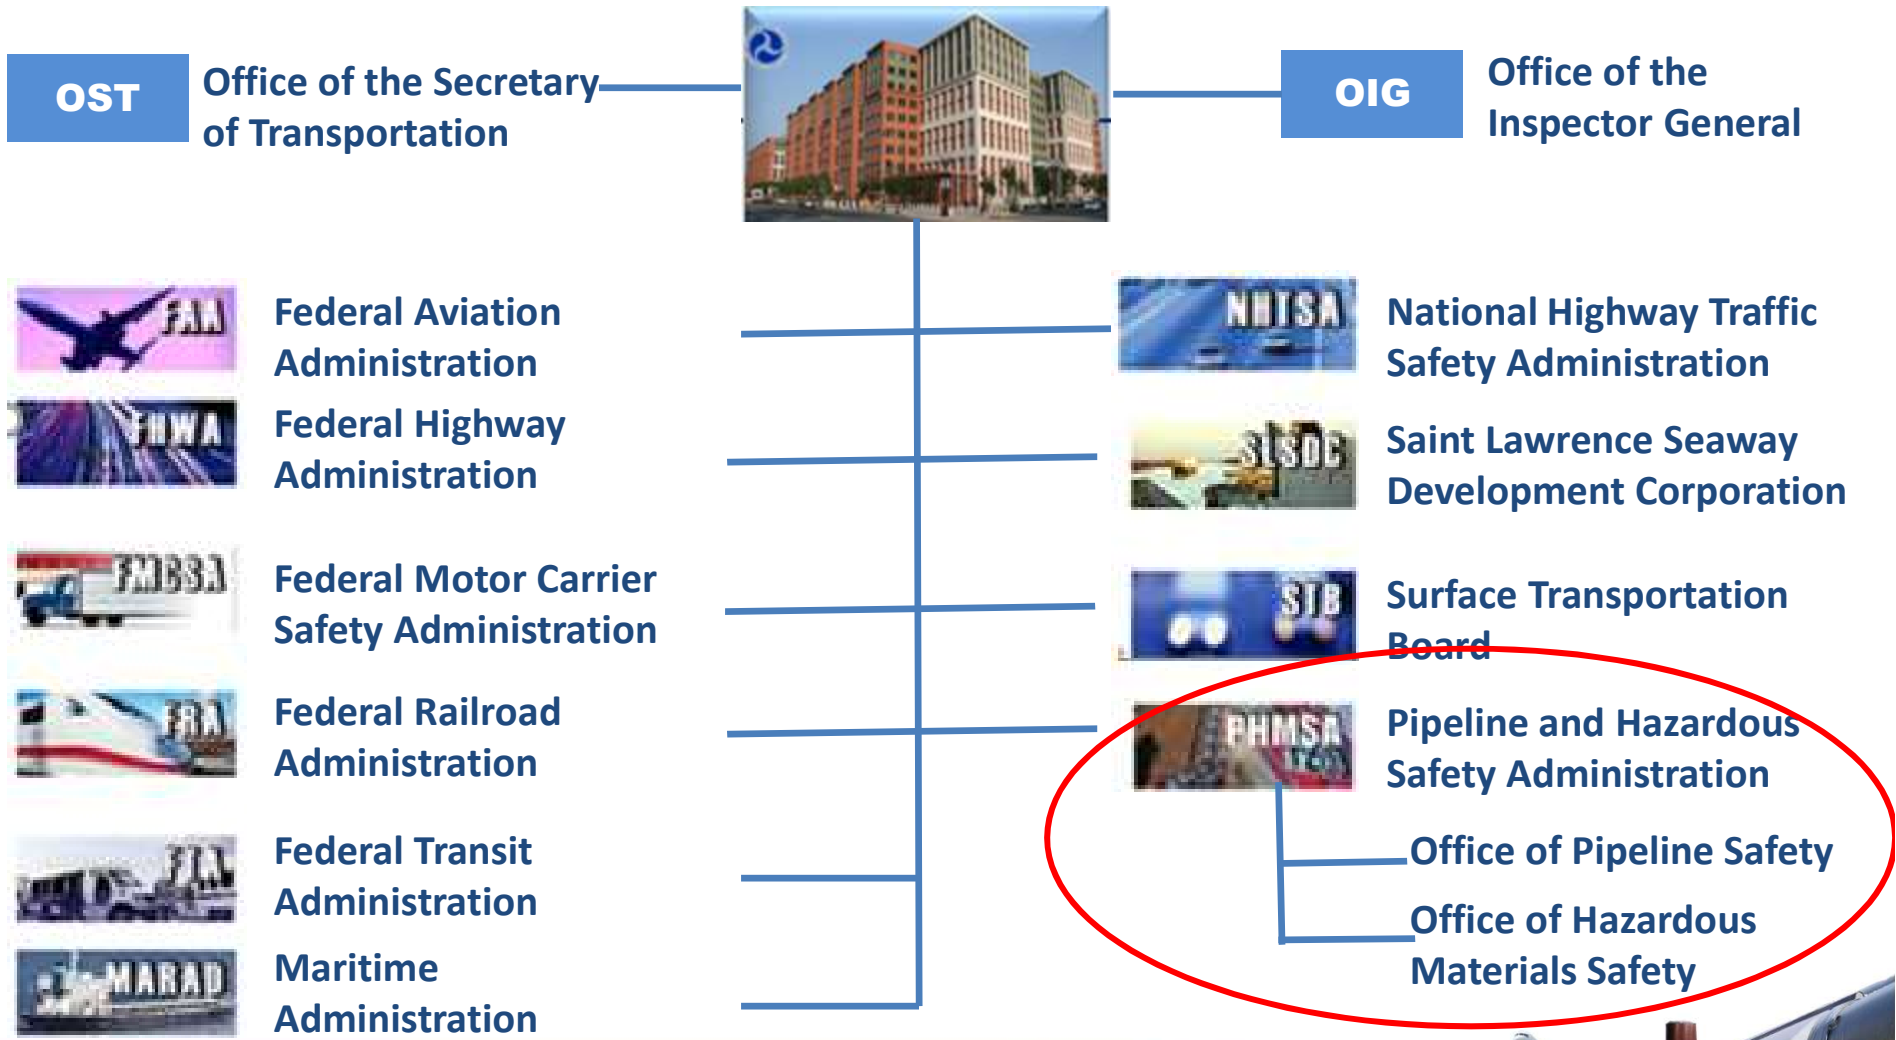 OST
Office of the Secretary
of Transportation
OIG
Office of the
Inspector General
FAA
Federal Aviation
Administration
NHTSA
National Highway Traffic
Safety Administration
FHWA
Federal Highway
Administration
SLSDC
Saint Lawrence Seaway
Development Corporation
Federal Motor Carrier
Safety Administration
STB
Surface Transportation
Board
FRA
Federal Railroad
Administration
PHMSA
Pipeline and Hazardous
Safety Administration
FTA
Federal Transit
Administration
Office of Pipeline Safety
Office of Hazardous
Materials Safety
MARAD
Maritime
Administration